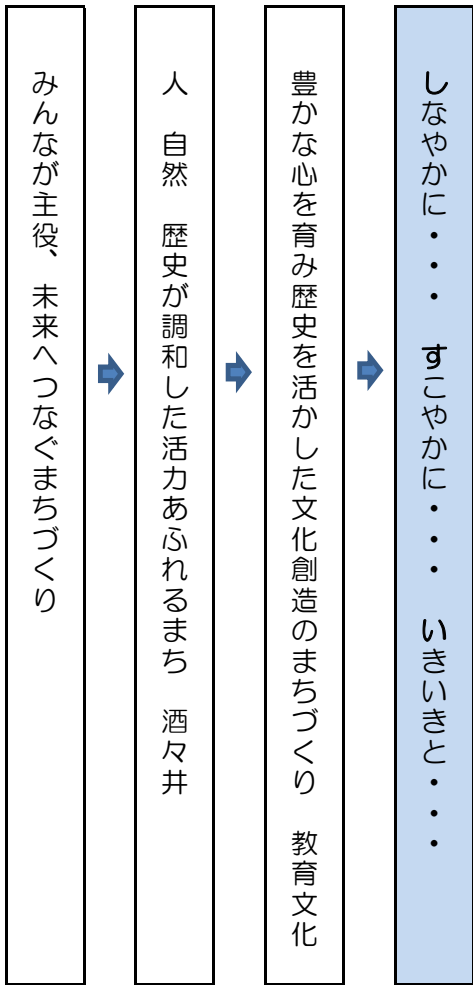 みんなが主役、未来へつなぐまちづくり
人　自然　歴史が調和した活力あふれるまち　酒々井
豊かな心を育み歴史を活かした文化創造のまちづくり　教育文化
しなやかに・・・　すこやかに・・・　いきいきと・・・